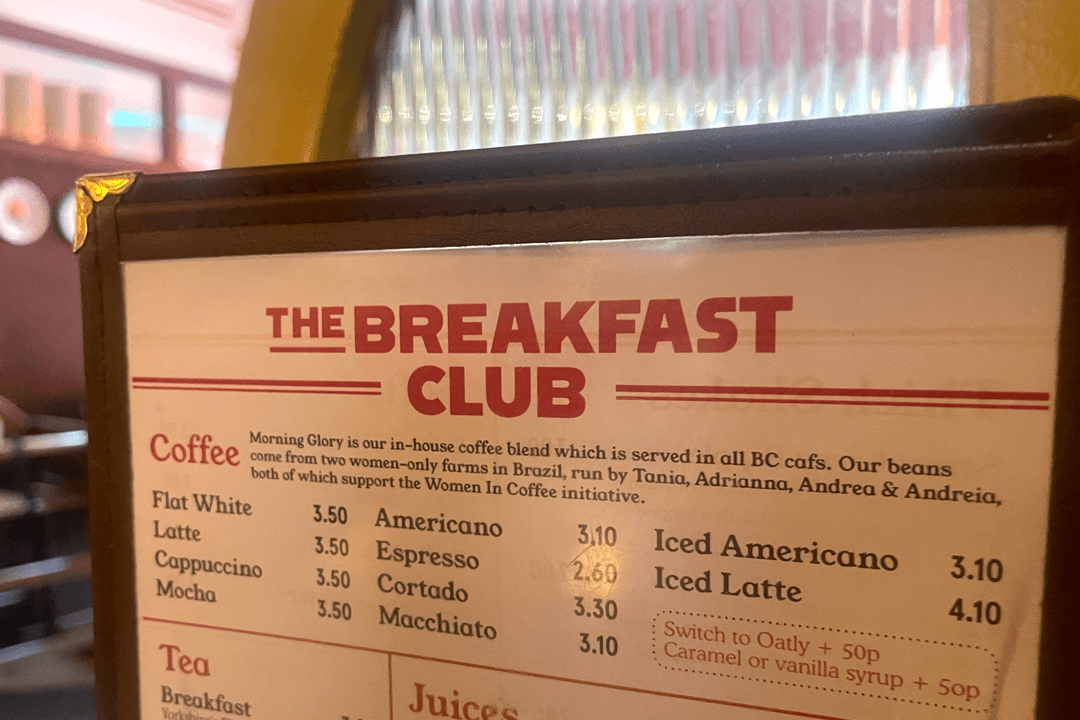 THE BREAKFAST
CLUB
Coffee
Morning Glory is our in-house coffee blend which is served in all BC cafs. Our beans
come from two women-only farms in Brazil, run by Tania, Adrianna, Andrea & Andreia,
both of which support the Women In Coffee initiative.
Flat White 3.50
Latte 3.50
Cappuccino 3.50
Mocha 3.50
Americano 3.10
Espresso 2.60
Cortado 3.30
Macchiato 3.10
Iced Americano 3.10
Iced Latte 4.10
Switch to Oatly + 50p
Caramel or vanilla syrup + 50p
Tea
Breakfast
Juices